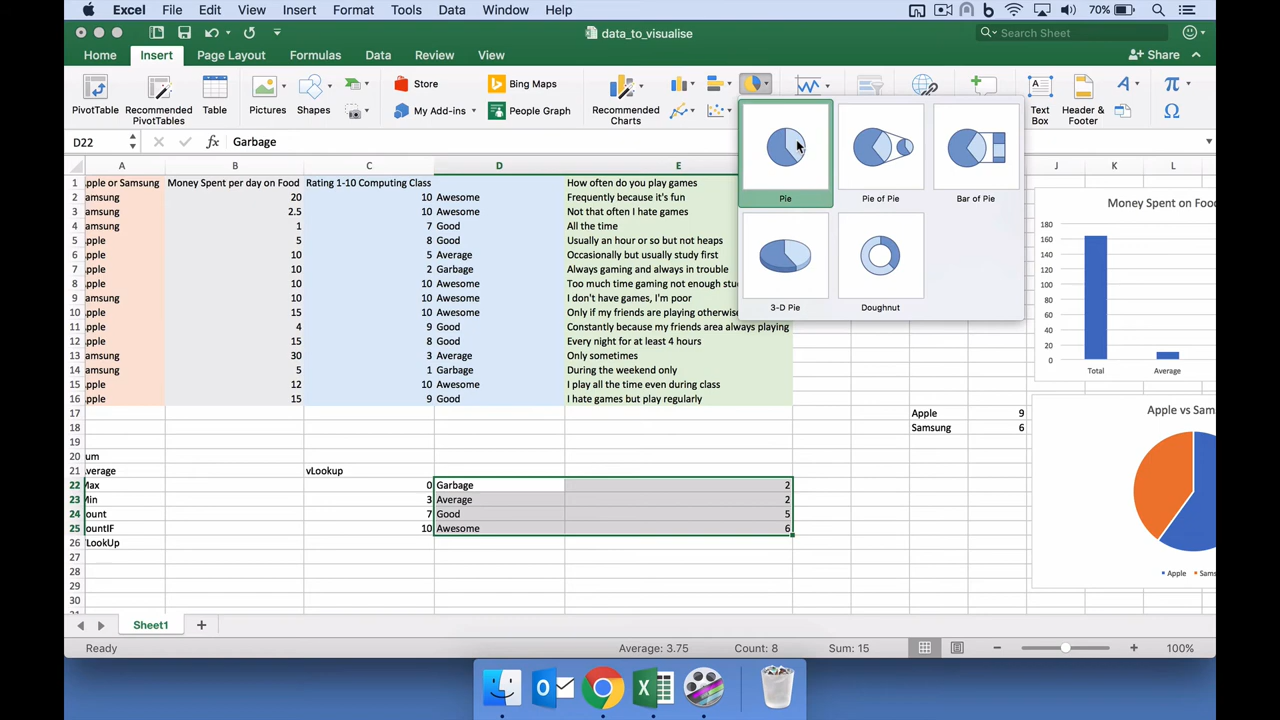 Excel File Edit View Insert Format Tools Data Window Help 70%
data_to_visualise
Search Sheet
Home Insert Page Layout Formulas Data Review View Share
PivotTable
Recommended PivotTables
Table
Pictures
Shapes
Store
My Add-ins
Bing Maps
People Graph
Recommended Charts
Text Box
Header & Footer
D22 Garbage
Pie
Pie of Pie
Bar of Pie
3-D Pie
Doughnut
A B C D E J K L
1 pple or Samsung Money Spent per day on Food Rating 1-10 Computing Class How often do you play games
2 amsung 20 10 Awesome Frequently because it's fun
3 amsung 2.5 10 Awesome Not that often I hate games
4 amsung 1 7 Good All the time
5 pple 5 8 Good Usually an hour or so but not heaps
6 pple 10 5 Average Occasionally but usually study first
7 pple 10 2 Garbage Always gaming and always in trouble
8 pple 10 10 Awesome Too much time gaming not enough stu
9 amsung 10 10 Awesome I don't have games, I'm poor
10 pple 15 10 Awesome Only if my friends are playing otherwise
11 pple 4 9 Good Constantly because my friends area always playing
12 pple 15 8 Good Every night for at least 4 hours
13 amsung 30 3 Average Only sometimes
14 amsung 5 1 Garbage During the weekend only
15 pple 12 10 Awesome I play all the time even during class
16 pple 15 9 Good I hate games but play regularly
17 Apple 9
18 Samsung 6
19
20 um
21 verage vLookup
22 Max 0 Garbage 2
23 Min 3 Average 2
24 ount 7 Good 5
25 ountIF 10 Awesome 6
26 LookUp
27
28
29
30
Money Spent on Food
180
160
140
120
100
80
60
40
20
0
Total Average
Apple vs Sam
Apple Sams
Sheet1
Ready Average: 3.75 Count: 8 Sum: 15 100%